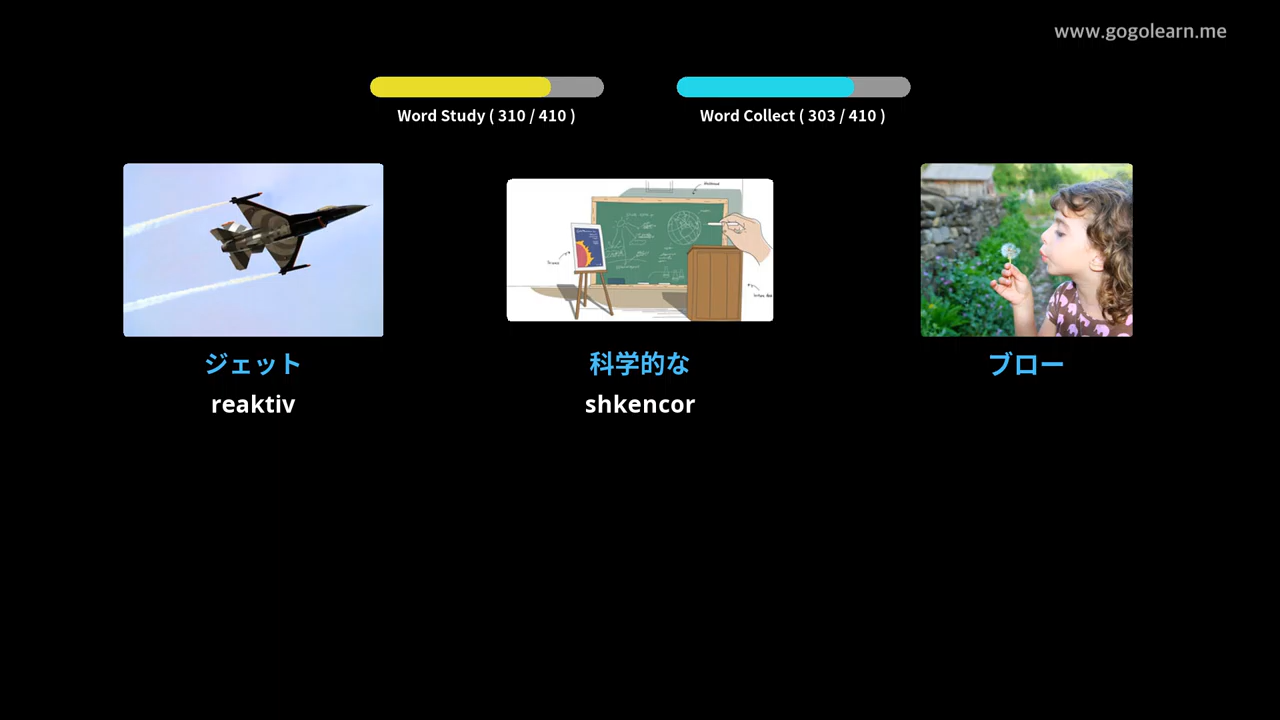 www.gogolearn.me
Word Study ( 310 / 410 )
Word Collect ( 303 / 410 )
ジェット
科学的な
ブロー
reaktiv
shkencor